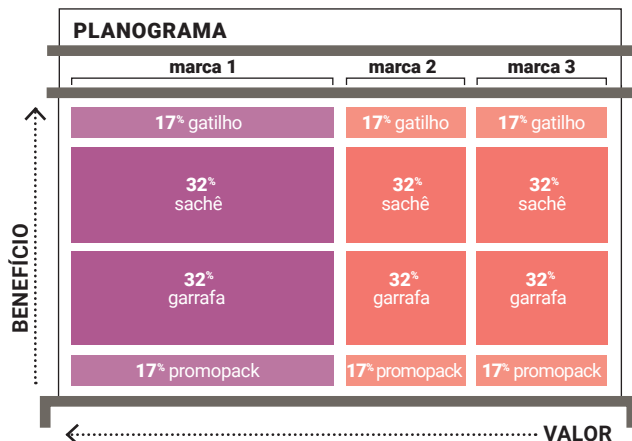 PLANOGRAMA
marca 1 marca 2 marca 3
17% gatilho 17% gatilho 17% gatilho
32% 32% 32%
sachê sachê sachê
32% 32% 32%
garrafa garrafa garrafa
17% promopack 17% promopack 17% promopack
BENEFÍCIO
VALOR